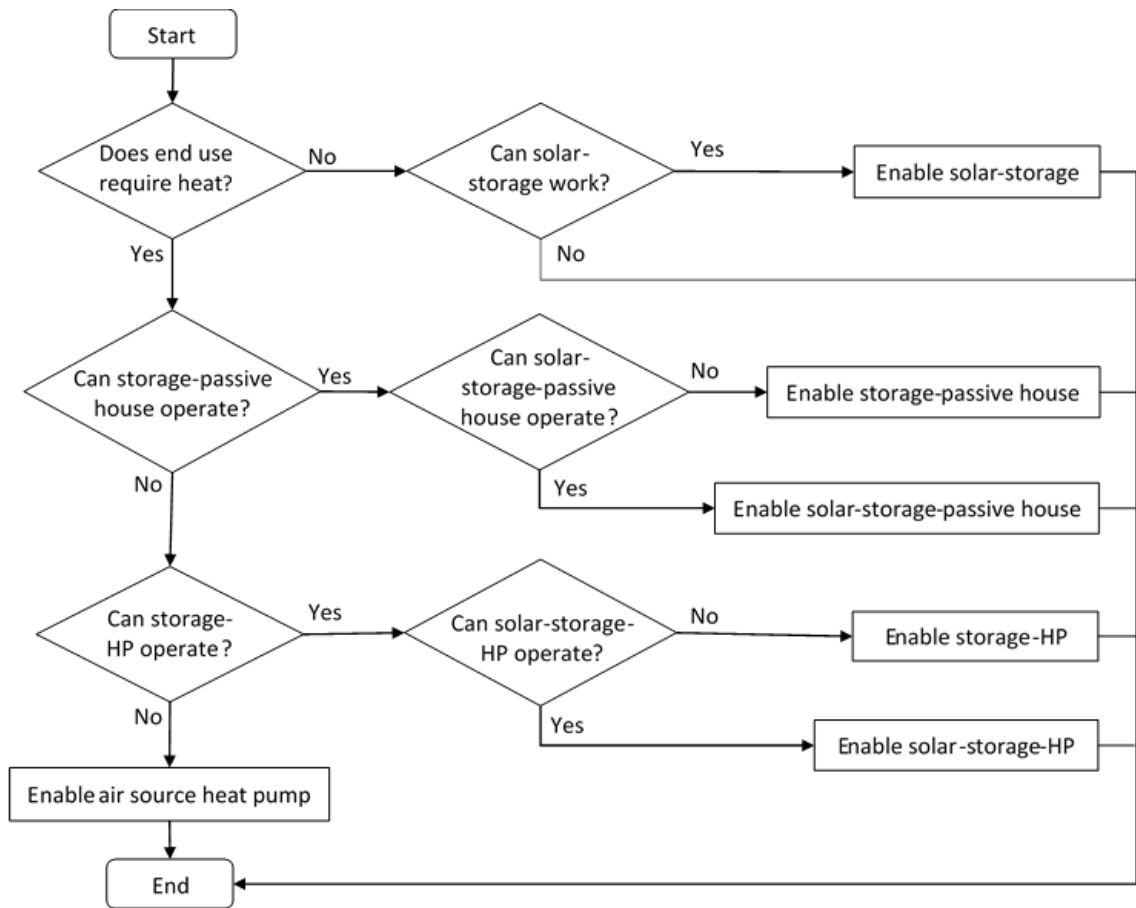 Start
Does end use
require heat?
No
Can solar-
storage work?
Yes
Enable solar-storage
Yes
No
Can storage-passive
house operate?
Yes
Can solar-
storage-passive
house operate?
No
Enable storage-passive house
No
Yes
Enable solar-storage-passive house
Can storage-
HP operate?
Yes
Can solar-storage-
HP operate?
No
Enable storage-HP
No
Yes
Enable solar-storage-HP
Enable air source heat pump
End